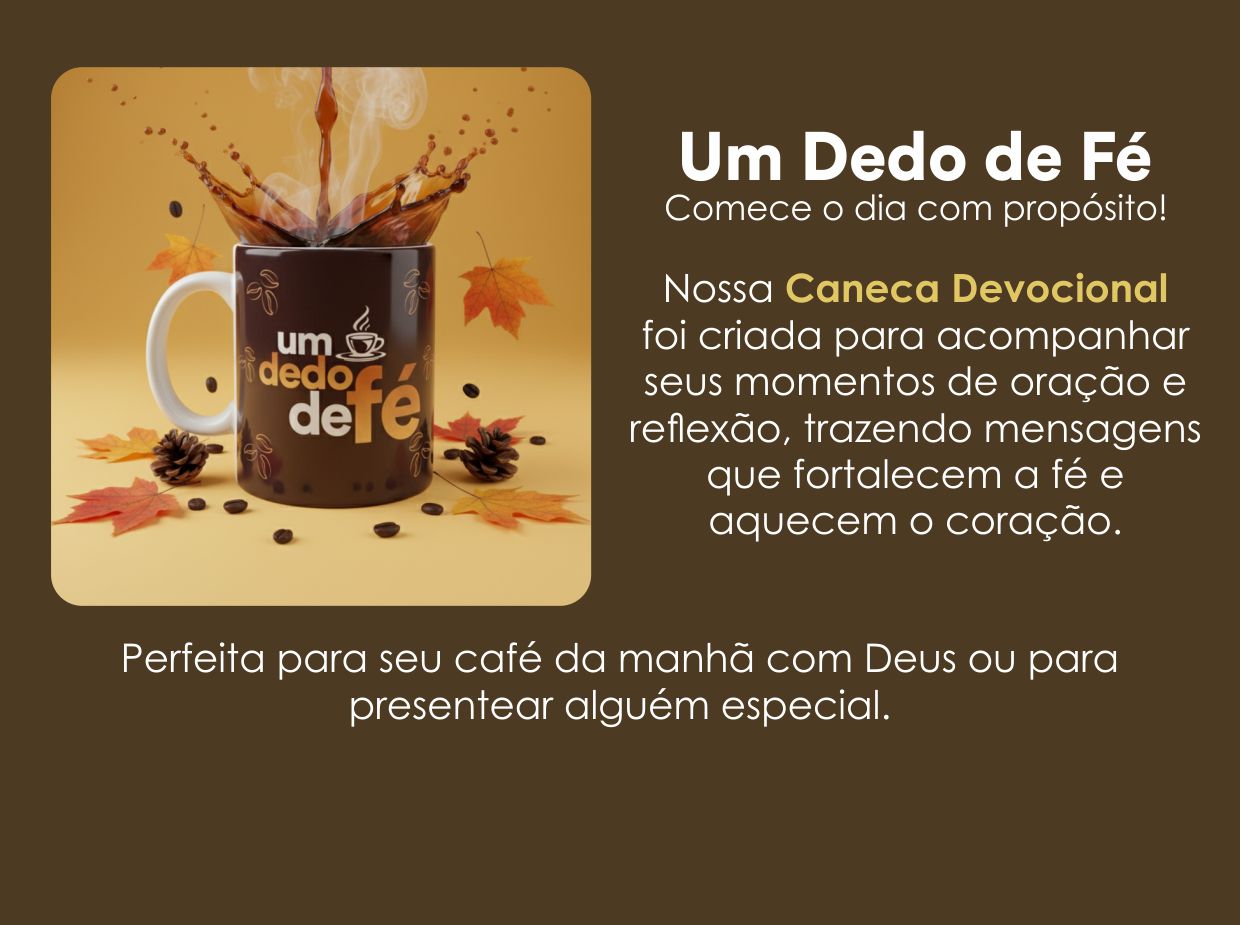 um
dedo
de fé
Um Dedo de Fé
Comece o dia com propósito!
Nossa Caneca Devocional
foi criada para acompanhar
seus momentos de oração e
reflexão, trazendo mensagens
que fortalecem a fé e
aquecem o coração.
Perfeita para seu café da manhã com Deus ou para
presentear alguém especial.